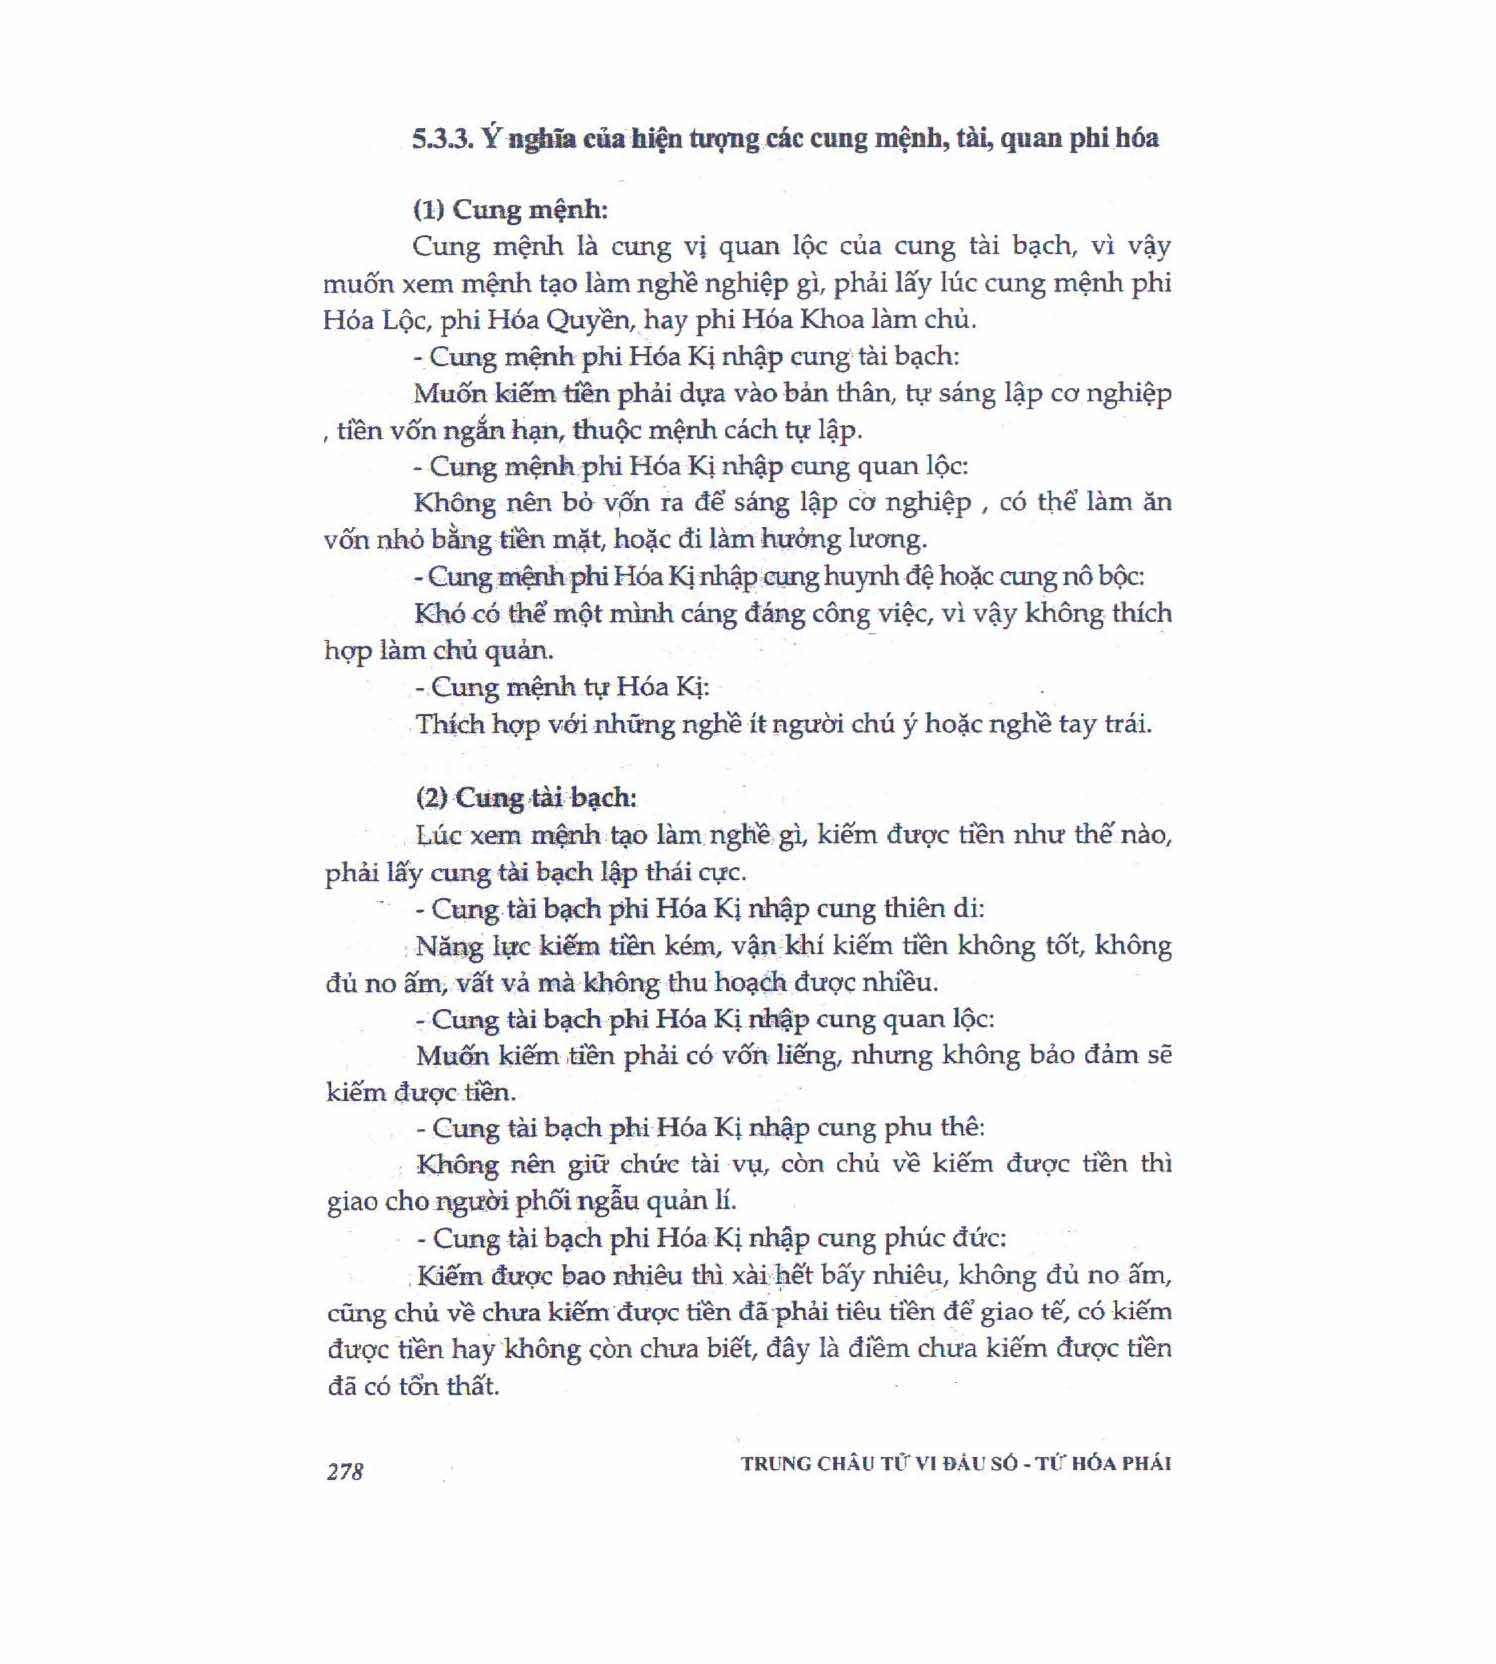 5.3.3. Ý nghĩa của hiện tượng các cung mệnh, tài, quan phi hóa
(1) Cung mệnh:
Cung mệnh là cung vị quan lộc của cung tài bạch, vì vậy
muốn xem mệnh tạo làm nghề nghiệp gì, phải lấy lúc cung mệnh phi
Hóa Lộc, phi Hóa Quyền, hay phi Hóa Khoa làm chủ.
- Cung mệnh phi Hóa Kị nhập cung tài bạch:
Muốn kiếm tiền phải dựa vào bản thân, tự sáng lập cơ nghiệp
, tiền vốn ngắn hạn, thuộc mệnh cách tự lập.
- Cung mệnh phi Hóa Kị nhập cung quan lộc:
Không nên bỏ vốn ra để sáng lập cơ nghiệp , có thể làm ăn
vốn nhỏ bằng tiền mặt, hoặc đi làm hưởng lương.
- Cung mệnh phi Hóa Kị nhập cung huynh đệ hoặc cung nô bộc:
Khó có thể một mình cáng đáng công việc, vì vậy không thích
hợp làm chủ quản.
- Cung mệnh tự Hóa Kị:
Thích hợp với những nghề ít người chú ý hoặc nghề tay trái.
(2) Cung tài bạch:
Lúc xem mệnh tạo làm nghề gì, kiếm được tiền như thế nào,
phải lấy cung tài bạch lập thái cực.
- Cung tài bạch phi Hóa Kị nhập cung thiên di:
Năng lực kiếm tiền kém, vận khí kiếm tiền không tốt, không
đủ no ấm, vất vả mà không thu hoạch được nhiều.
- Cung tài bạch phi Hóa Kị nhập cung quan lộc:
Muốn kiếm tiền phải có vốn liếng, nhưng không bảo đảm sẽ
kiếm được tiền.
- Cung tài bạch phi Hóa Kị nhập cung phu thê:
Không nên giữ chức tài vụ, còn chủ về kiếm được tiền thì
giao cho người phối ngẫu quản lí.
- Cung tài bạch phi Hóa Kị nhập cung phúc đức:
Kiếm được bao nhiêu thì xài hết bấy nhiêu, không đủ no ấm,
cũng chủ về chưa kiếm được tiền đã phải tiêu tiền để giao tế, có kiếm
được tiền hay không còn chưa biết, đây là điềm chưa kiếm được tiền
đã có tổn thất.
278 TRUNG CHÂU TỬ VI ĐẨU SỐ - TỨ HÓA PHÁI